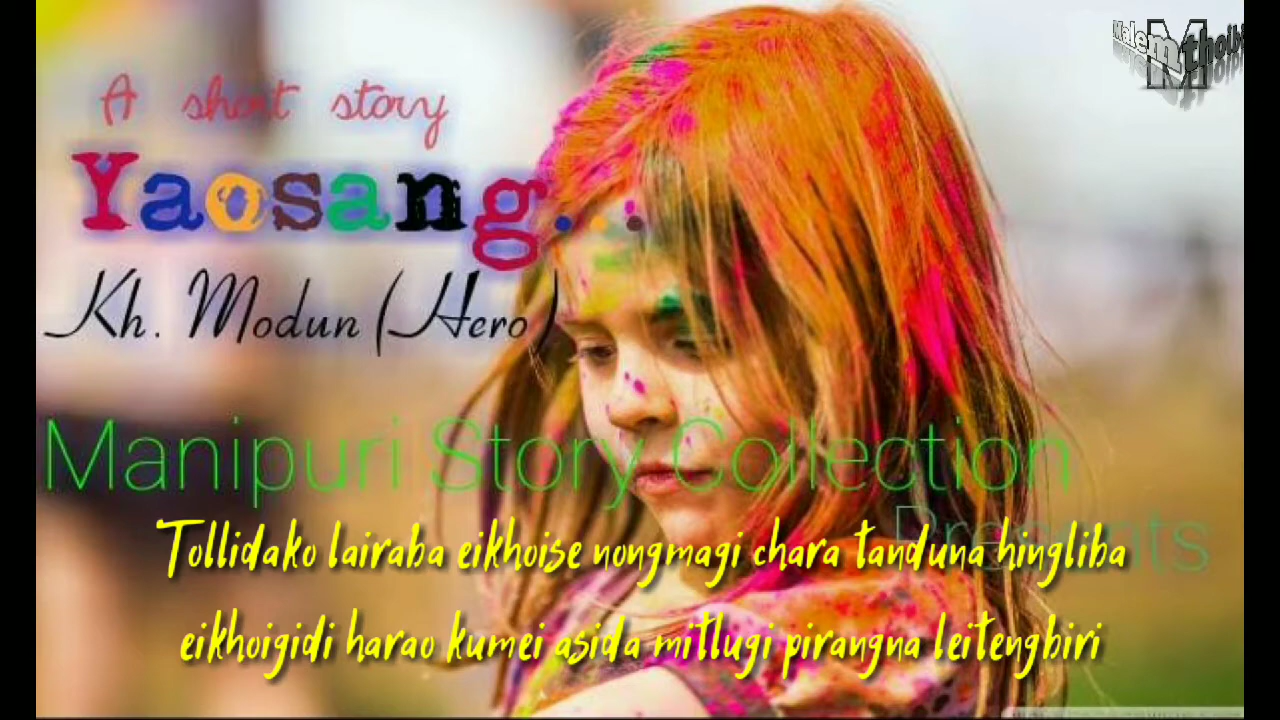 Malemthoibi
M
A short story
Yaosang...
Kh. Modun (Hero)
Manipuri Story Collection
Presents
Tollidako lairaba eikhoise nongmagi chara tanduna hingliba
eikhoigidi harao kumei asida mitlugi pirangna leitengbiri